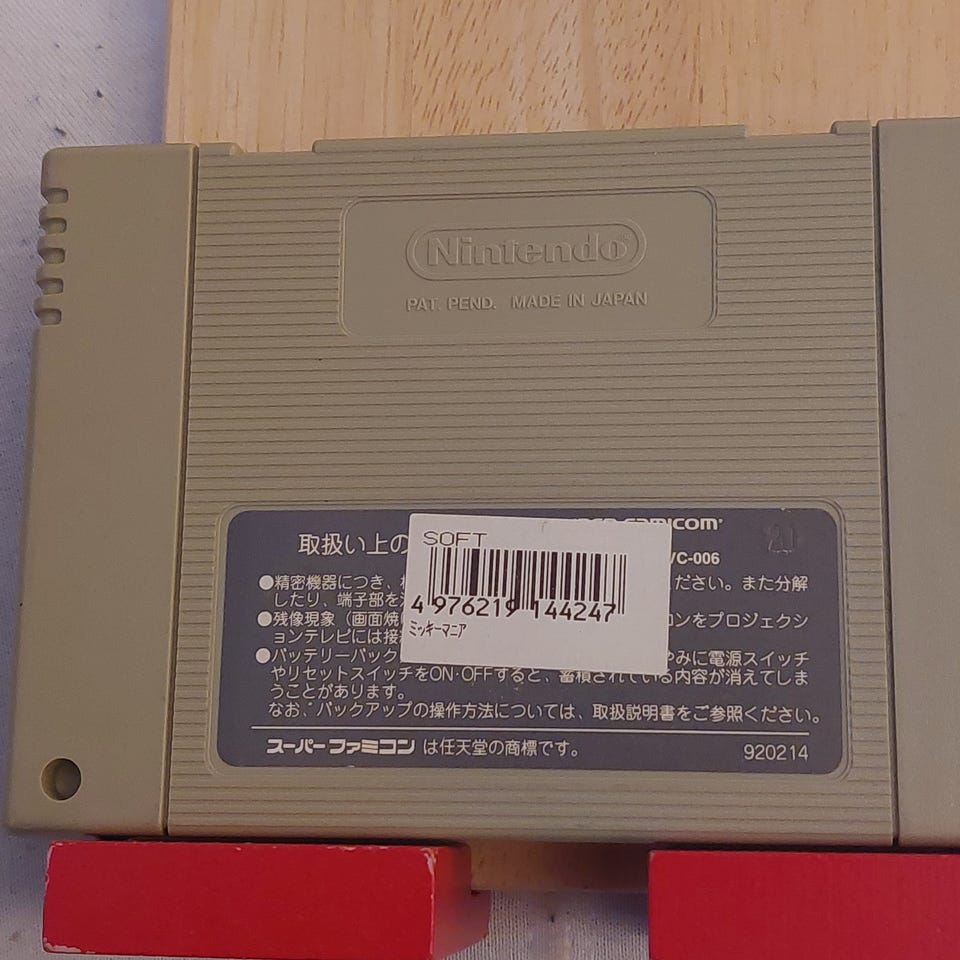 Nintendo®
PAT. PEND. MADE IN JAPAN
FAMICOM
取扱い上の
VC-006
SOFT
4 976219 144247
ミッキーマニア
●精密機器につき、
ださい。また分解
したり、端子部を
●残像現象（画面焼
コンをプロジェクシ
ョンテレビには接
●バッテリーバック
やみに電源スイッチ
やリセットスイッチをON·OFFすると、蓄積されている内容が消えてしま
うことがあります。
なお、バックアップの操作方法については、取扱説明書をご参照ください。
スーパーファミコン は任天堂の商標です。
920214